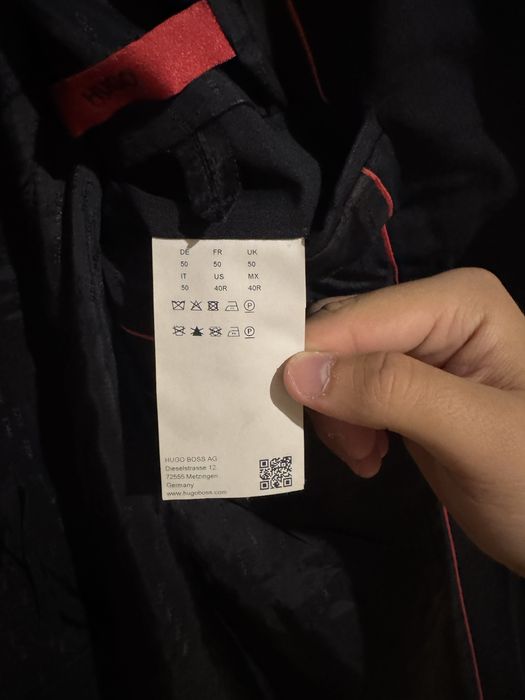 HUGO
DE FR UK
50 50 50
IT US MX
50 40R 40R
P
P
HUGO BOSS AG
Dieselstrasse 12
72555 Metzingen
Germany
www.hugoboss.com